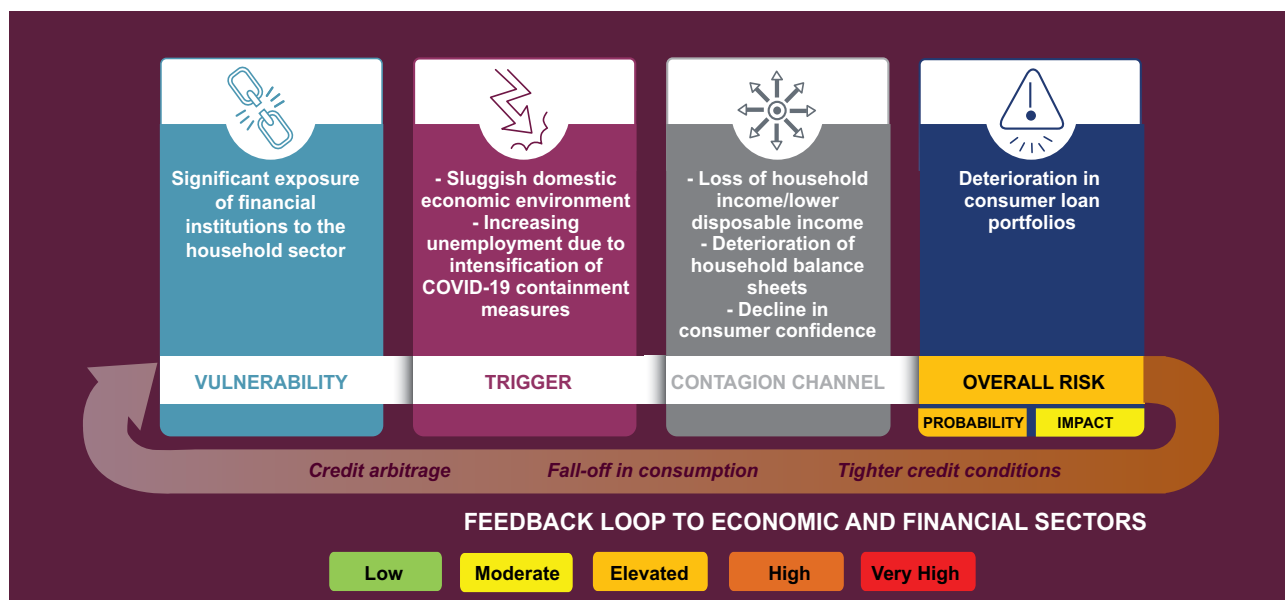 Significant exposure
of financial
institutions to the
household sector
VULNERABILITY
- Sluggish domestic
economic environment
- Increasing
unemployment due to
intensification of
COVID-19 containment
measures
TRIGGER
- Loss of household
income/lower
disposable income
- Deterioration of
household balance
sheets
- Decline in
consumer confidence
CONTAGION CHANNEL
Deterioration in
consumer loan
portfolios
OVERALL RISK
PROBABILITY
IMPACT
Credit arbitrage
Fall-off in consumption
Tighter credit conditions
FEEDBACK LOOP TO ECONOMIC AND FINANCIAL SECTORS
Low
Moderate
Elevated
High
Very High